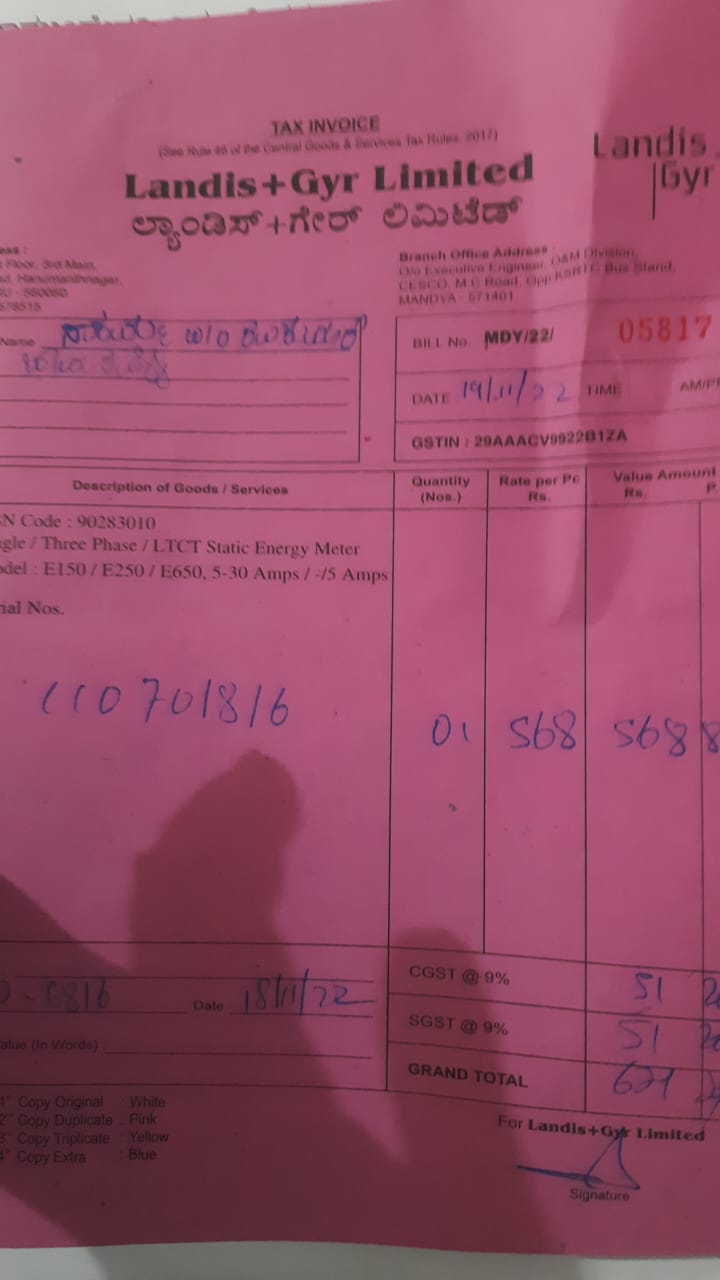 TAX INVOICE
(See Rule 46 of the Central Goods & Services Tax Rules, 2017)
Landis+Gyr Limited
ಲ್ಯಾಂಡಿಸ್+ಗೇರ್ ಲಿಮಿಟೆಡ್
Landis
Gyr
Floor, 3rd Main,
Hanumanthnagar,
560050
Branch Office Address :
O/o Executive Engineer, O&M Division,
CESCO, M.C Road, Opp KSRTC Bus Stand,
MANDYA - 571401
Name
BILL No. MDY/22/ 05817
DATE 19/11/22 TIME AM/P
GSTIN : 29AAACV9922B1ZA
Description of Goods / Services
Quantity (Nos.)
Rate per Pc Rs.
Value Amount Rs. P.
N Code : 90283010
gle / Three Phase / LTCT Static Energy Meter
del : E150 / E250 / E650, 5-30 Amps / -/5 Amps
ial Nos.
110701816 01 568 568
CGST @ 9% 51
Date 18/11/22
SGST @ 9% 51
alue (In Words) :
GRAND TOTAL
Copy Original : White
Copy Duplicate : Pink
Copy Triplicate : Yellow
Copy Extra : Blue
For Landis+Gyr Limited
Signature